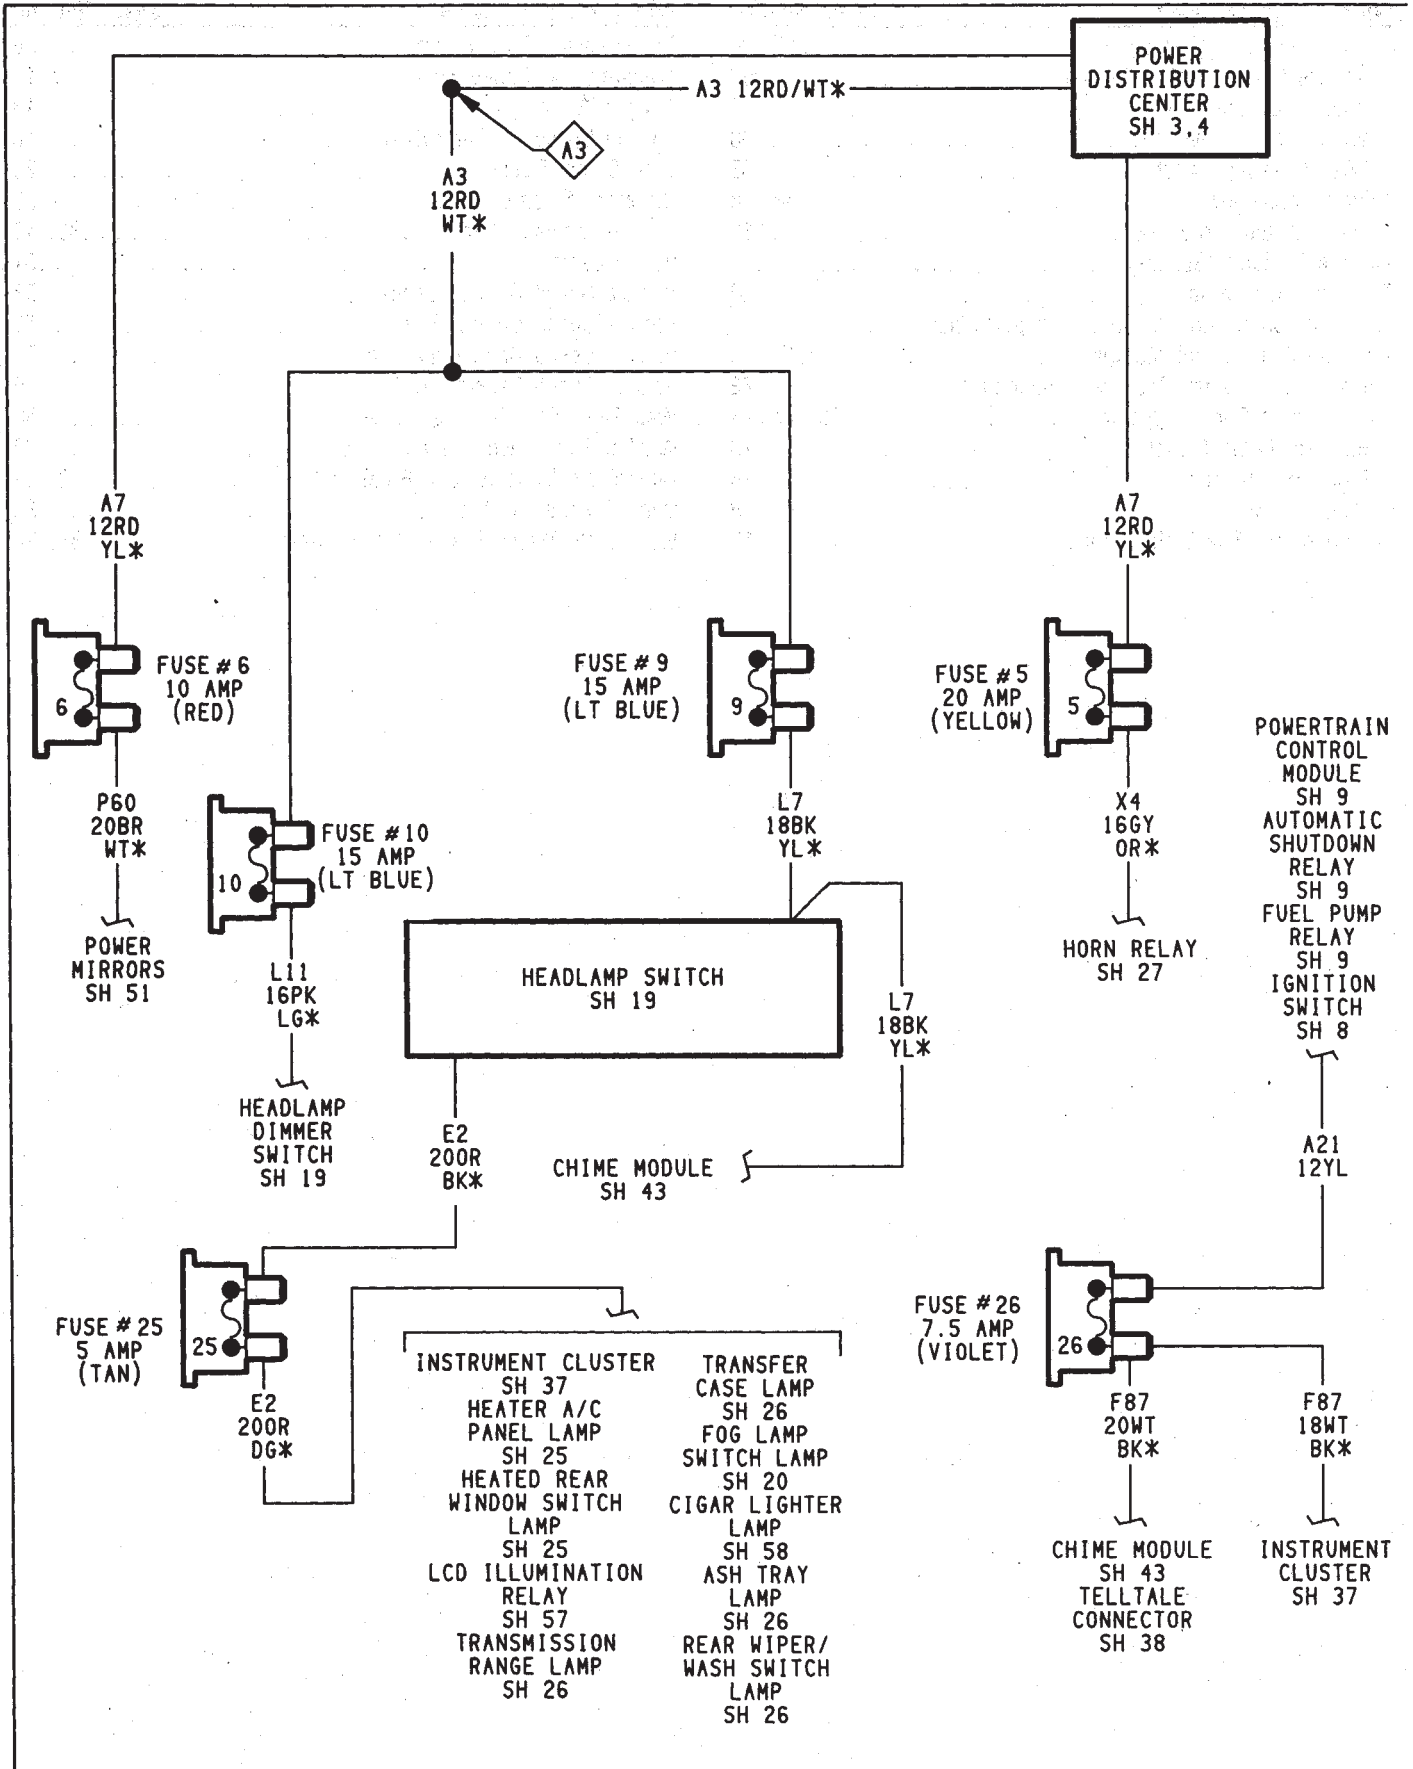 POWER
DISTRIBUTION
CENTER
SH 3,4
A3 12RD/WT*
A3
A3
12RD
WT*
A7
12RD
YL*
A7
12RD
YL*
6
FUSE #6
10 AMP
(RED)
FUSE #9
15 AMP
(LT BLUE)
9
FUSE #5
20 AMP
(YELLOW)
5
POWERTRAIN
CONTROL
MODULE
SH 9
AUTOMATIC
SHUTDOWN
RELAY
SH 9
FUEL PUMP
RELAY
SH 9
IGNITION
SWITCH
SH 8
P60
20BR
WT*
POWER
MIRRORS
SH 51
10
FUSE #10
15 AMP
(LT BLUE)
L7
18BK
YL*
X4
16GY
OR*
HORN RELAY
SH 27
L11
16PK
LG*
HEADLAMP
DIMMER
SWITCH
SH 19
HEADLAMP SWITCH
SH 19
L7
18BK
YL*
E2
20OR
BK*
CHIME MODULE
SH 43
A21
12YL
FUSE #25
5 AMP
(TAN)
25
E2
20OR
DG*
FUSE #26
7.5 AMP
(VIOLET)
26
INSTRUMENT CLUSTER
SH 37
HEATER A/C
PANEL LAMP
SH 25
HEATED REAR
WINDOW SWITCH
LAMP
SH 25
LCD ILLUMINATION
RELAY
SH 57
TRANSMISSION
RANGE LAMP
SH 26
TRANSFER
CASE LAMP
SH 26
FOG LAMP
SWITCH LAMP
SH 20
CIGAR LIGHTER
LAMP
SH 58
ASH TRAY
LAMP
SH 26
REAR WIPER/
WASH SWITCH
LAMP
SH 26
F87
20WT
BK*
CHIME MODULE
SH 43
TELLTALE
CONNECTOR
SH 38
F87
18WT
BK*
INSTRUMENT
CLUSTER
SH 37